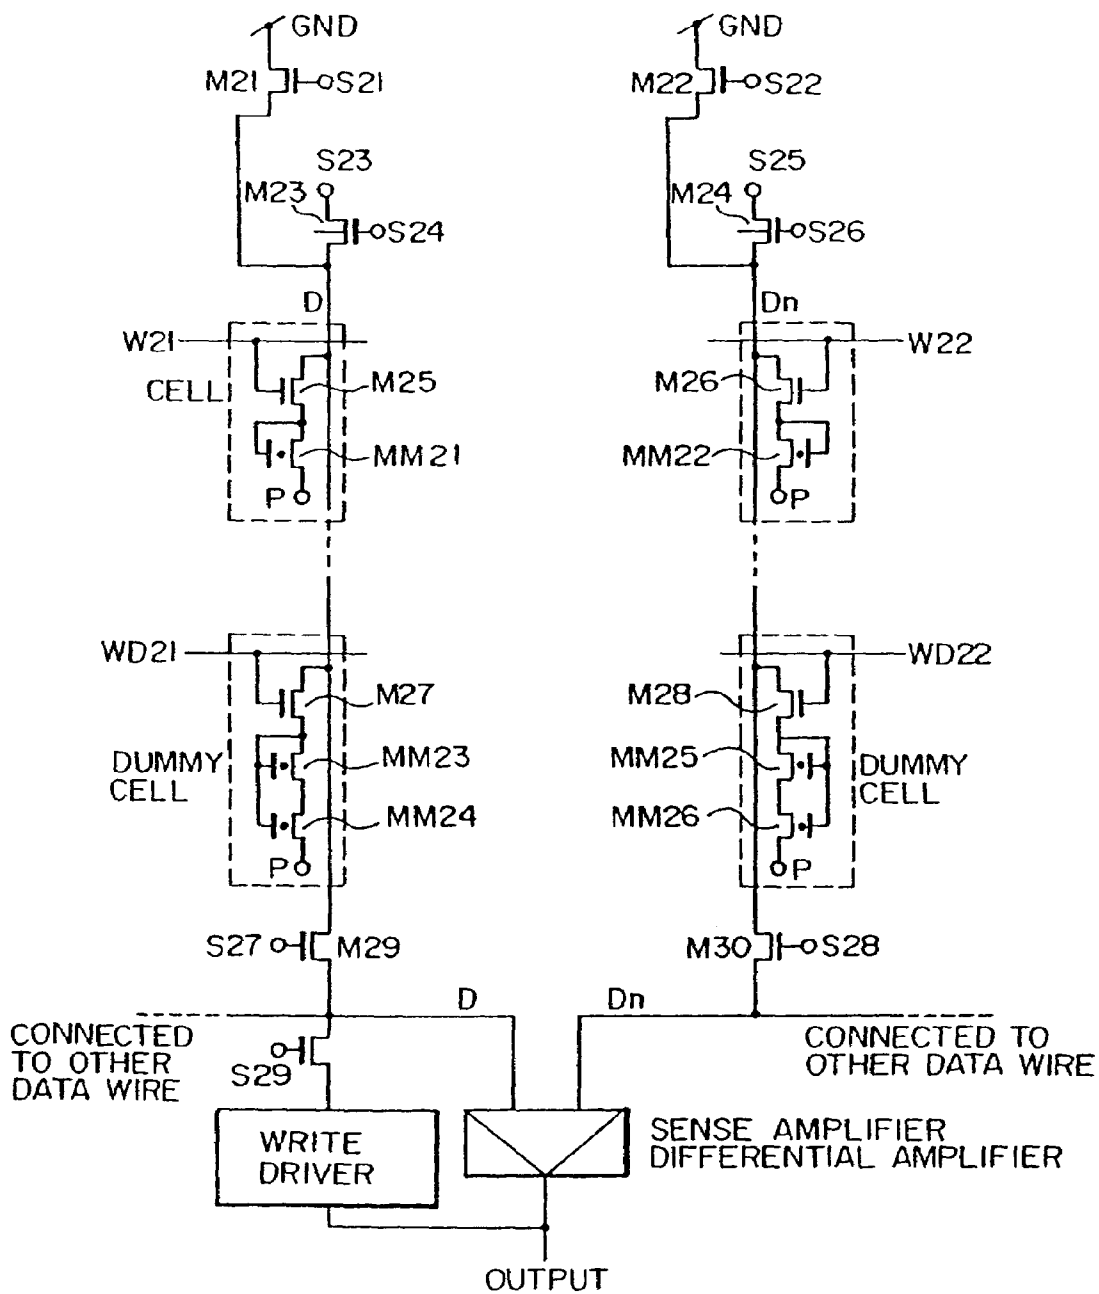 GND
GND
M21
S21
M22
S22
S23
S25
M23
S24
M24
S26
D
Dn
W21
W22
CELL
M25
M26
MM21
MM22
P
P
WD21
WD22
M27
M28
DUMMY
CELL
MM23
MM25
DUMMY
CELL
MM24
MM26
P
P
S27
M29
M30
S28
D
Dn
CONNECTED
TO OTHER
DATA WIRE
CONNECTED TO
OTHER DATA WIRE
S29
WRITE
DRIVER
SENSE AMPLIFIER
DIFFERENTIAL AMPLIFIER
OUTPUT